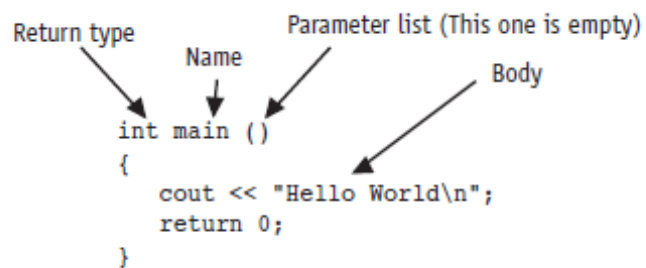 Return type
Name
Parameter list (This one is empty)
Body
int main ()
{
cout << "Hello World\n";
return 0;
}